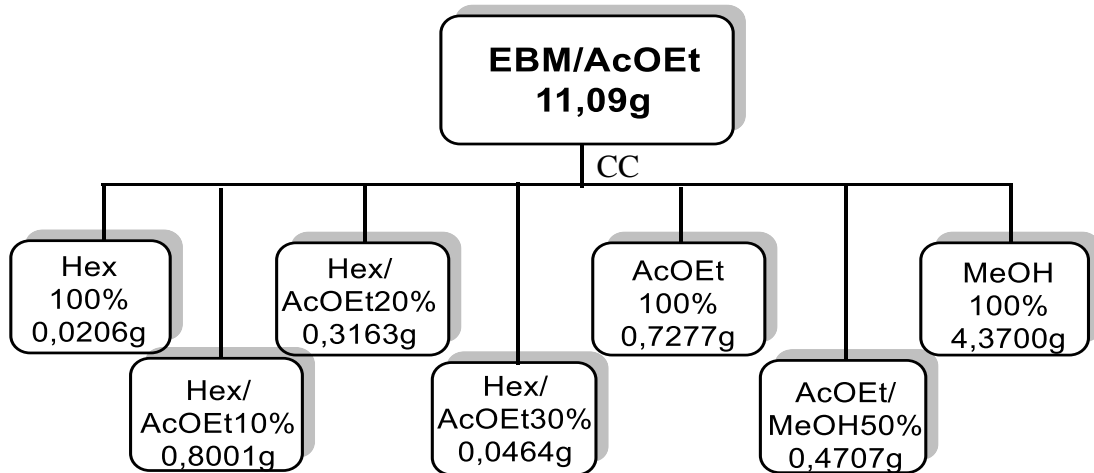 EBM/AcOEt
11,09g
CC
Hex
100%
0,0206g
Hex/
AcOEt10%
0,8001g
Hex/
AcOEt20%
0,3163g
Hex/
AcOEt30%
0,0464g
AcOEt
100%
0,7277g
AcOEt/
MeOH50%
0,4707g
MeOH
100%
4,3700g